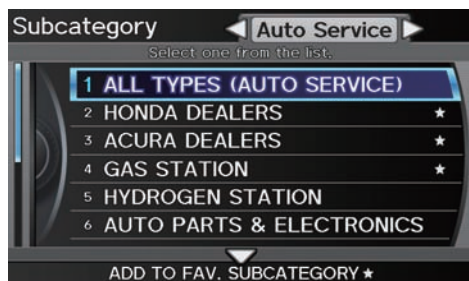 Subcategory
Auto Service
Select one from the list.
1 ALL TYPES (AUTO SERVICE)
2 HONDA DEALERS ★
3 ACURA DEALERS ★
4 GAS STATION ★
5 HYDROGEN STATION
6 AUTO PARTS & ELECTRONICS
ADD TO FAV. SUBCATEGORY ★